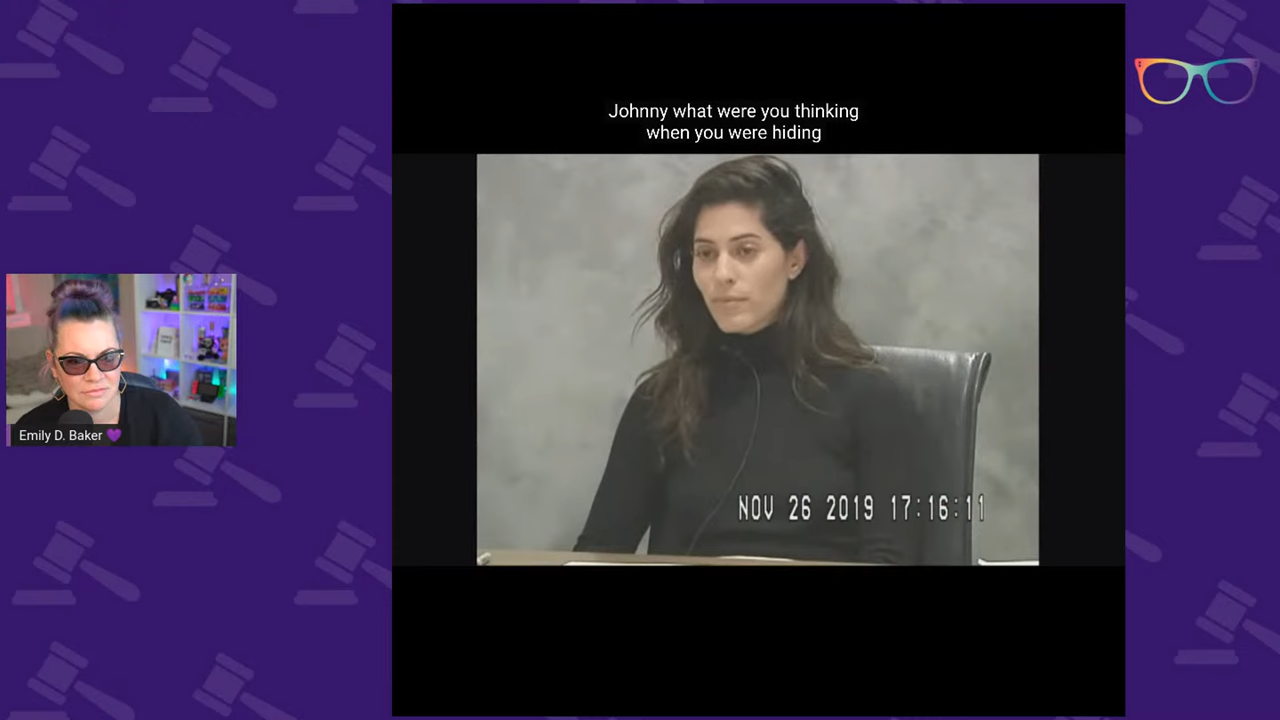 Johnny what were you thinking
when you were hiding
NOV 26 2019 17:16:11
Emily D. Baker 💜